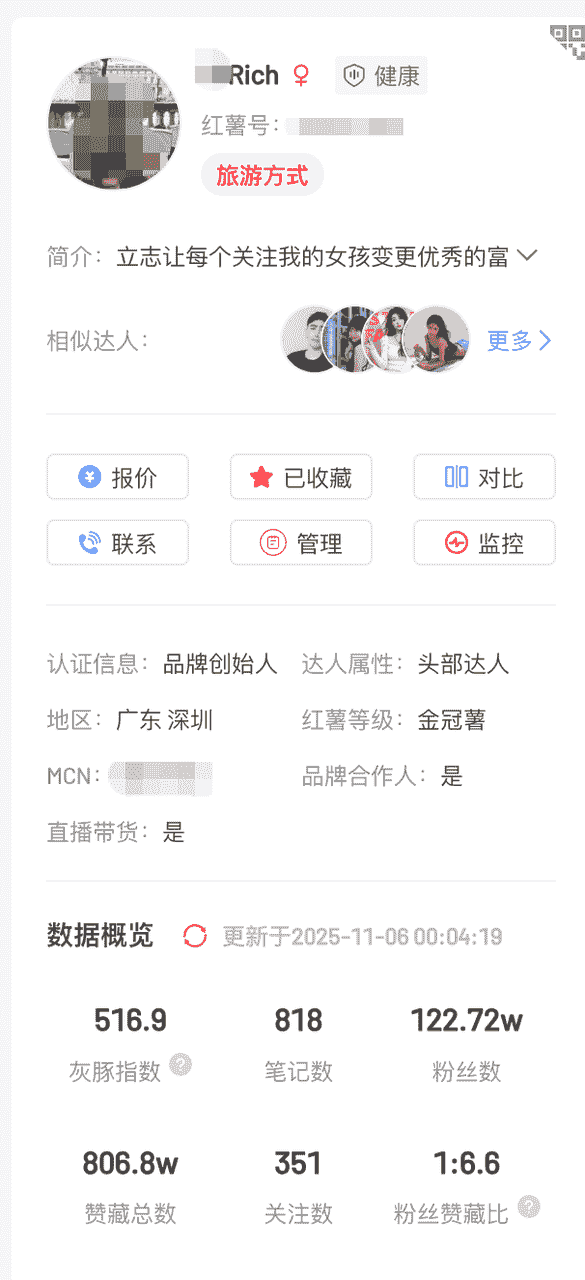 Rich 健康
红薯号：
旅游方式
简介： 立志让每个关注我的女孩变更优秀的富
相似达人： 更多
报价 已收藏 对比
联系 管理 监控
认证信息： 品牌创始人 达人属性： 头部达人
地区： 广东 深圳 红薯等级： 金冠薯
MCN： 品牌合作人： 是
直播带货： 是
数据概览 更新于2025-11-06 00:04:19
516.9 818 122.72w
灰豚指数 ? 笔记数 粉丝数
806.8w 351 1:6.6
赞藏总数 关注数 粉丝赞藏比 ?